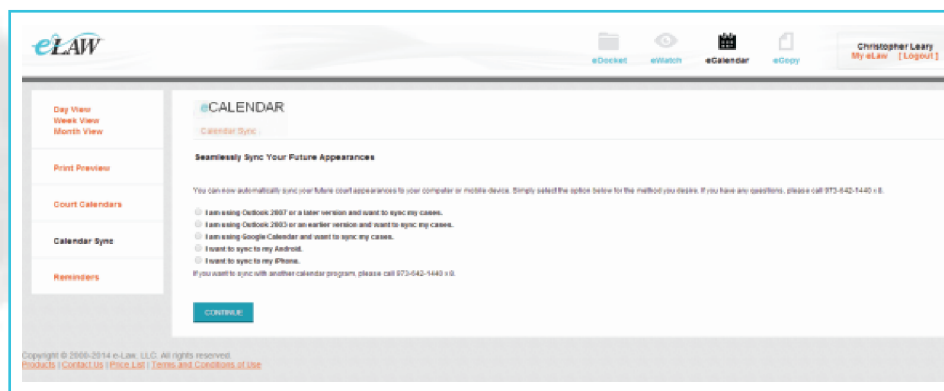 eLAW
eDocket eWatch eCalendar eCopy
Christopher Leary
My eLaw [Logout]
Day View
Week View
Month View
Print Preview
Court Calendars
Calendar Sync
Reminders
eCALENDAR
Calendar Sync
Seamlessly Sync Your Future Appearances
You can now automatically sync your future court appearances to your computer or mobile device. Simply select the option below for the method you desire. If you have any questions, please call 973-642-1440 x 8.
I am using Outlook 2007 or a later version and want to sync my cases.
I am using Outlook 2003 or an earlier version and want to sync my cases.
I am using Google Calendar and want to sync my cases.
I want to sync to my Android.
I want to sync to my iPhone.
If you want to sync with another calendar program, please call 973-642-1440 x 8.
CONTINUE
Copyright © 2000-2014 e-Law, LLC. All rights reserved.
Products | Contact Us | Price List | Terms and Conditions of Use